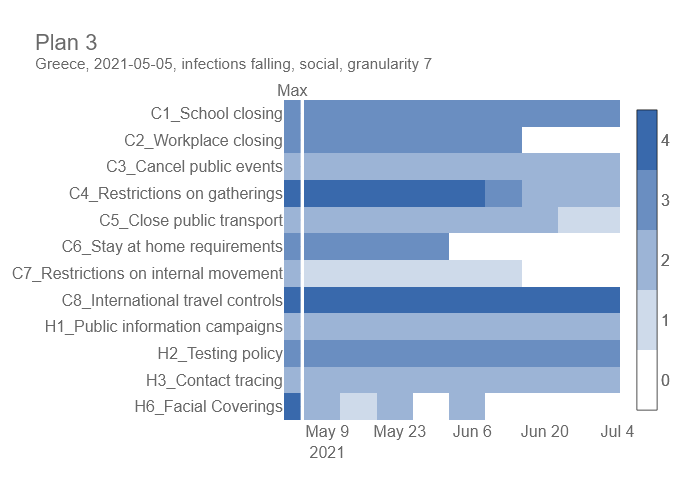 Plan 3
Greece, 2021-05-05, infections falling, social, granularity 7
Max
C1_School closing
C2_Workplace closing
C3_Cancel public events
C4_Restrictions on gatherings
C5_Close public transport
C6_Stay at home requirements
C7_Restrictions on internal movement
C8_International travel controls
H1_Public information campaigns
H2_Testing policy
H3_Contact tracing
H6_Facial Coverings
4
3
2
1
0
May 9 May 23 Jun 6 Jun 20 Jul 4
2021